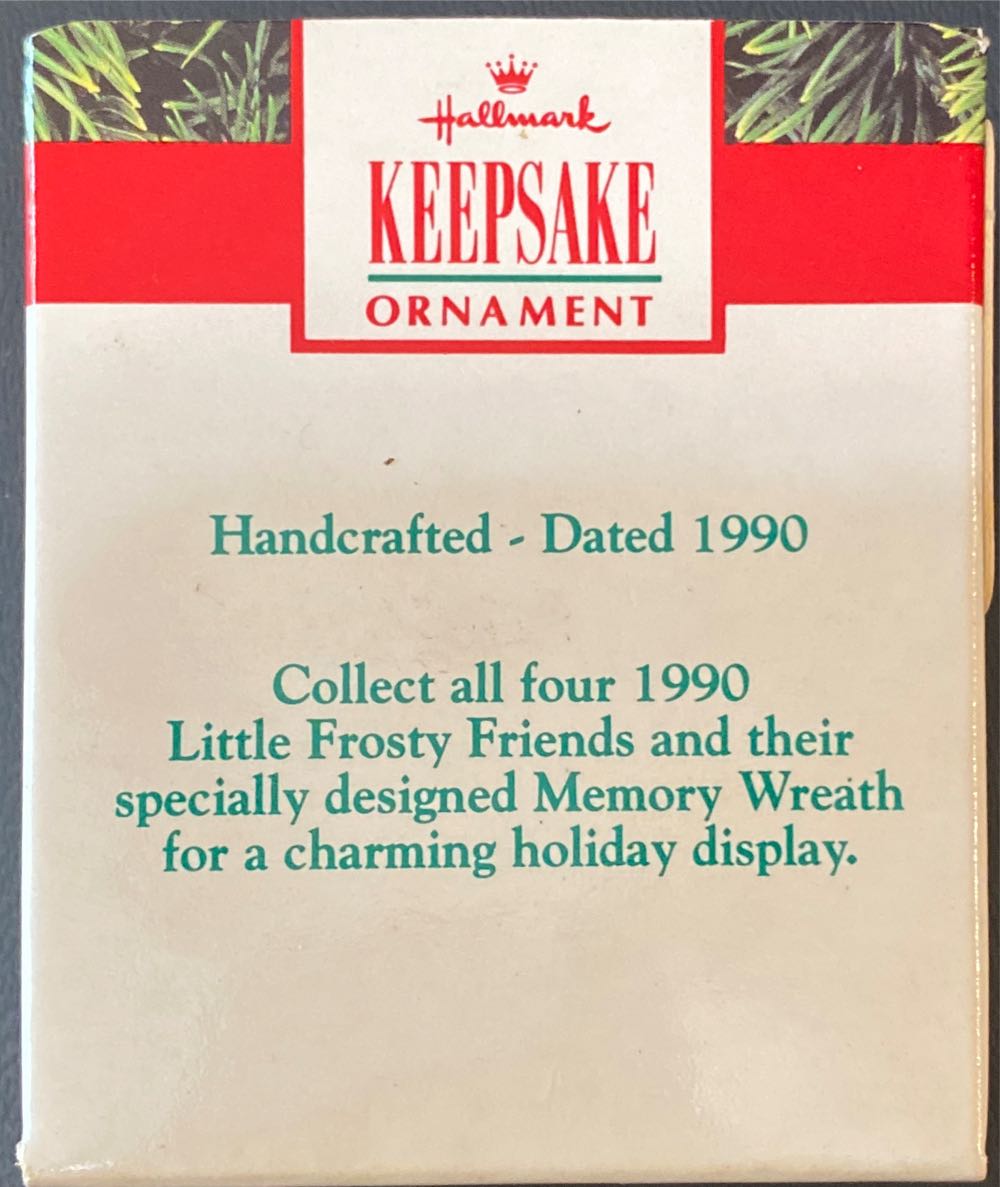 Hallmark
KEEPSAKE
ORNAMENT
Handcrafted - Dated 1990
Collect all four 1990
Little Frosty Friends and their
specially designed Memory Wreath
for a charming holiday display.